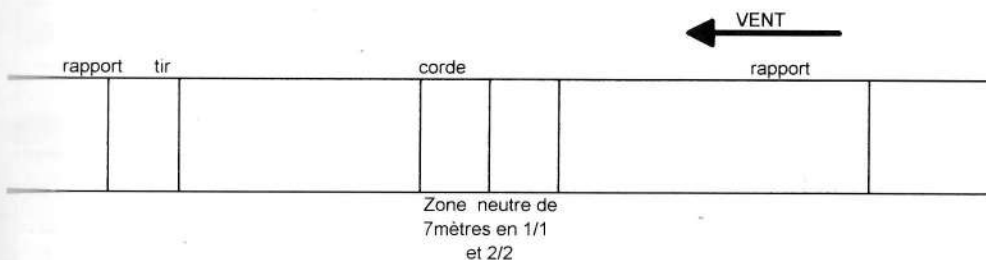 VENT
rapport tir corde rapport
Zone neutre de
7mètres en 1/1
et 2/2